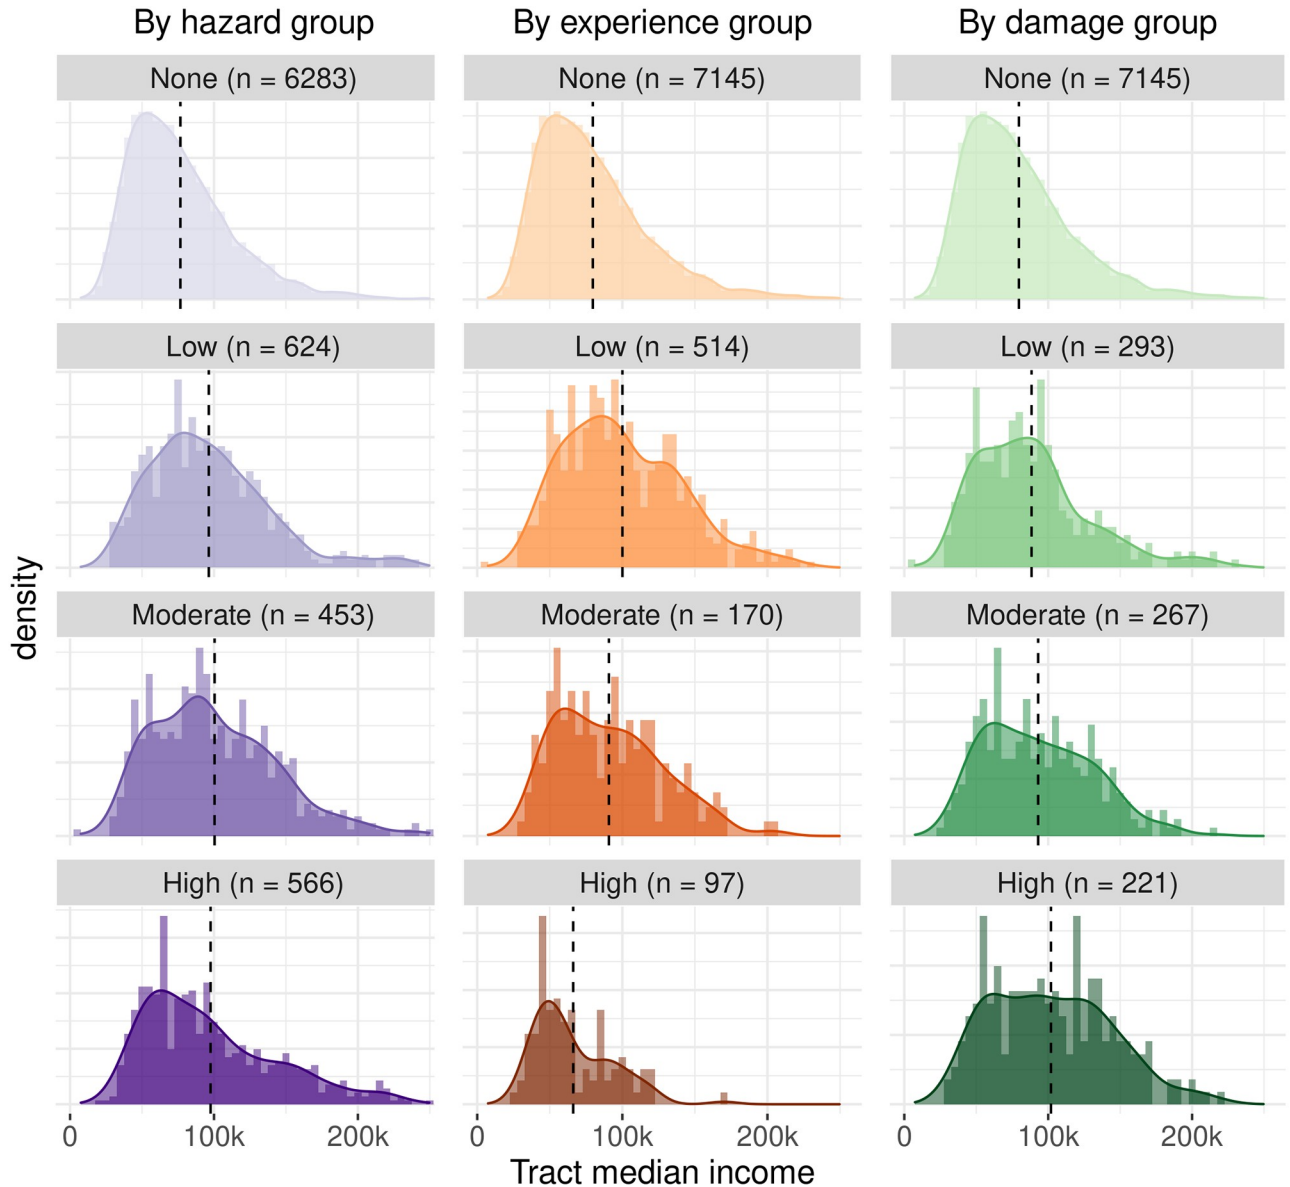 By hazard group
By experience group
By damage group
None (n = 6283)
None (n = 7145)
None (n = 7145)
Low (n = 624)
Low (n = 514)
Low (n = 293)
Moderate (n = 453)
Moderate (n = 170)
Moderate (n = 267)
High (n = 566)
High (n = 97)
High (n = 221)
density
0 100k 200k
0 100k 200k
0 100k 200k
Tract median income